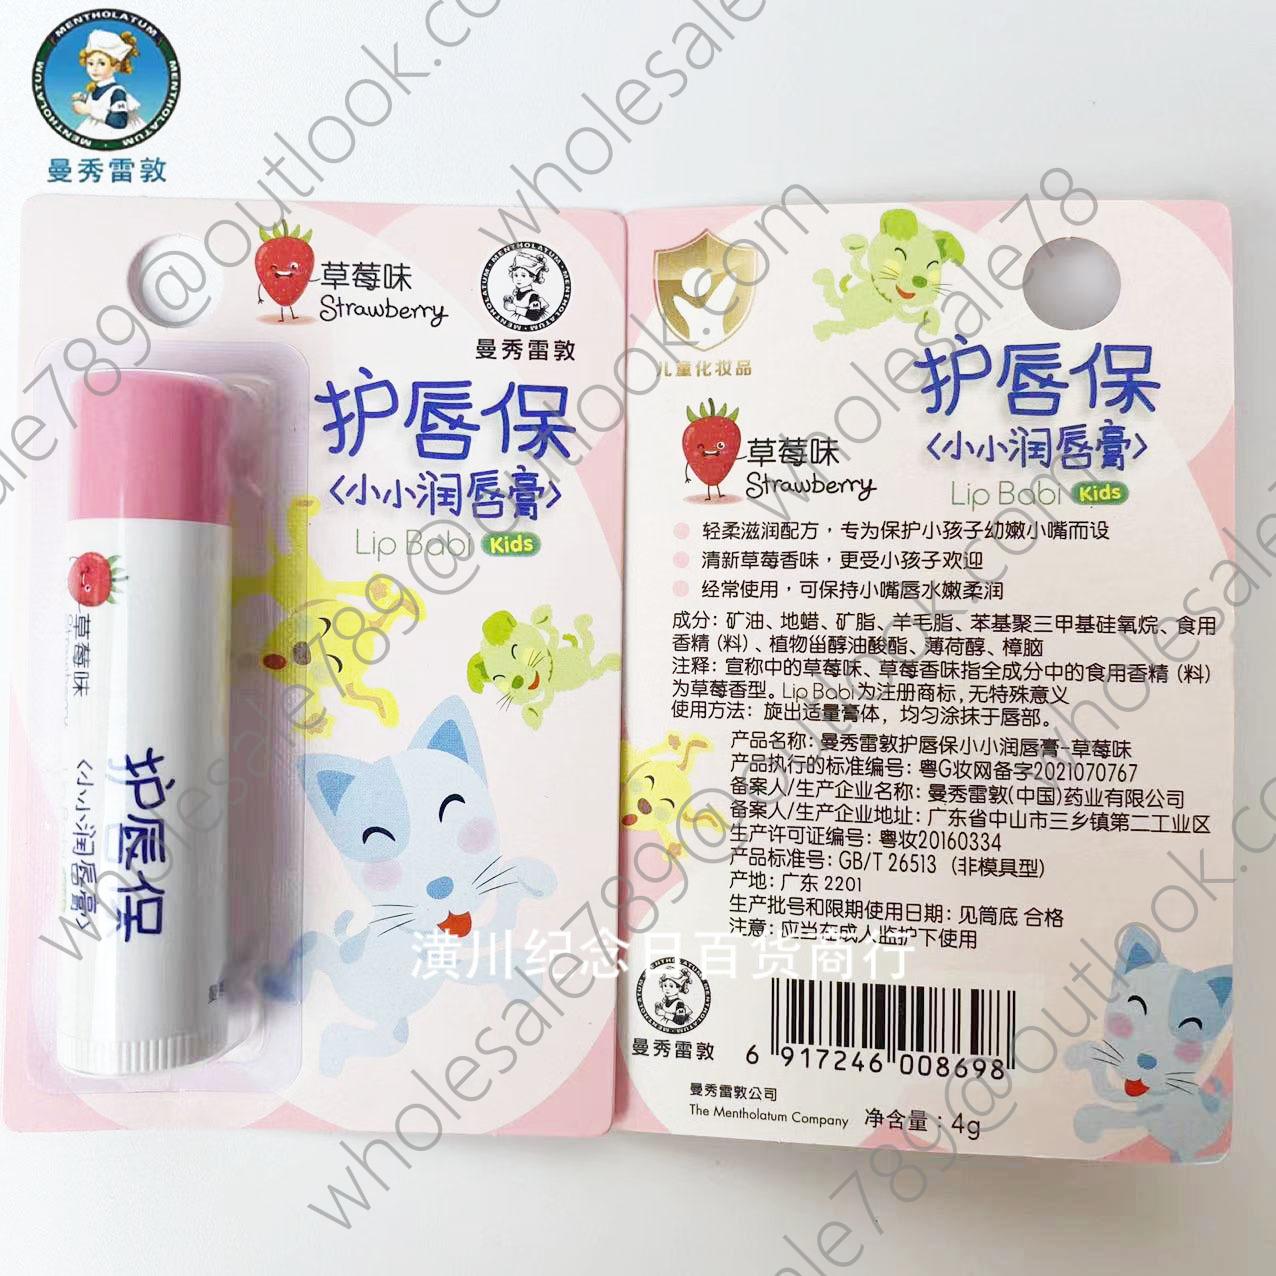 MENTHOLATUM MENTHOLATUM MENTHOLATUM
曼秀雷敦
草莓味
Strawberry
MENTHOLATUM MENTHOLATUM MENTHOLATUM
曼秀雷敦
护唇保
〈小小润唇膏〉
Lip Babi Kids
草莓味
护唇保
〈小小润唇膏〉
儿童化妆品
护唇保
〈小小润唇膏〉
Lip Babi Kids
草莓味
Strawberry
轻柔滋润配方，专为保护小孩子幼嫩小嘴而设
清新草莓香味，更受小孩子欢迎
经常使用，可保持小嘴唇水嫩柔润
成分：矿油、地蜡、矿脂、羊毛脂、苯基聚三甲基硅氧烷、食用
香精（料）、植物甾醇油酸酯、薄荷醇、樟脑
注释：宣称中的草莓味、草莓香味指全成分中的食用香精（料）
为草莓香型。Lip Babi为注册商标，无特殊意义
使用方法：旋出适量膏体，均匀涂抹于唇部。
产品名称：曼秀雷敦护唇保小小润唇膏-草莓味
产品执行的标准编号：粤G妆网备字2021070767
备案人/生产企业名称：曼秀雷敦(中国)药业有限公司
备案人/生产企业地址：广东省中山市三乡镇第二工业区
生产许可证编号：粤妆20160334
产品标准号：GB/T 26513（非模具型）
产地：广东 2201
生产批号和限期使用日期：见筒底 合格
注意：应当在成人监护下使用
潢川纪念日百货商行
曼秀雷敦
6 917246 008698
曼秀雷敦公司
The Mentholatum Company
净含量：4g
wholesale789@outlook.com
wholesale789@outlook.com
wholesale789@outlook.com